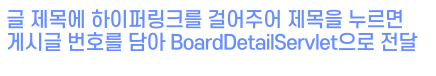 글 제목에 하이퍼링크를 걸어주어 제목을 누르면
게시글 번호를 담아 BoardDetailServlet으로 전달